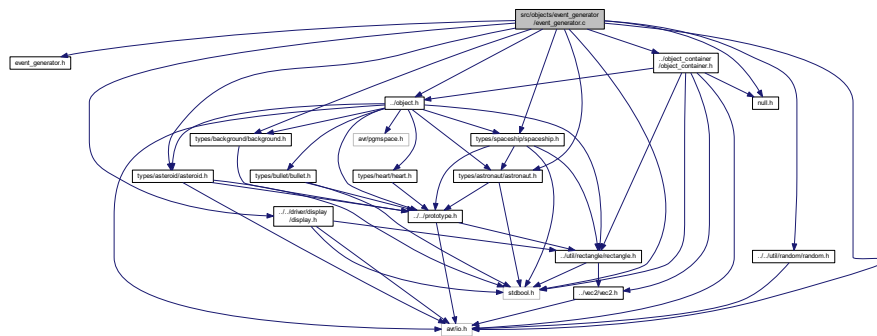 src/objects/event_generator
/event_generator.c
event_generator.h
../object_container
/object_container.h
../object.h
null.h
types/background/background.h
avr/pgmspace.h
types/spaceship/spaceship.h
types/asteroid/asteroid.h
types/bullet/bullet.h
types/heart/heart.h
types/astronaut/astronaut.h
../../driver/display
/display.h
../../prototype.h
../util/rectangle/rectangle.h
../../util/random/random.h
stdbool.h
../vec2/vec2.h
avr/io.h